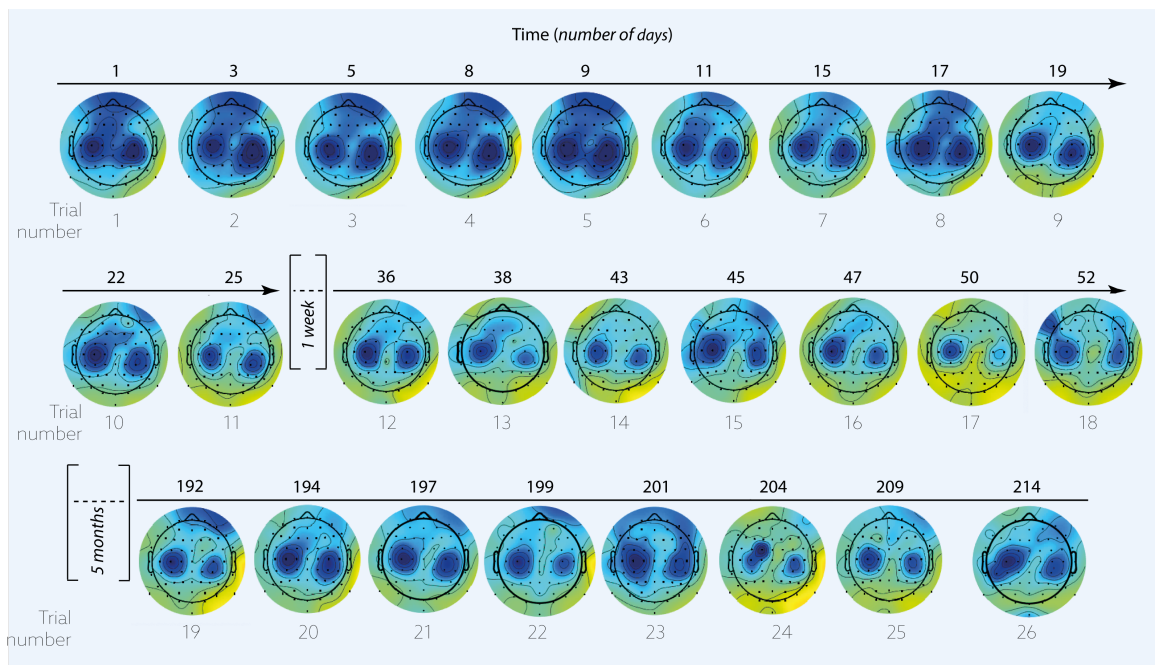 Time (number of days)
1 3 5 8 9 11 15 17 19
Trial
number
1 2 3 4 5 6 7 8 9
22 25
1 week
36 38 43 45 47 50 52
Trial
number
10 11 12 13 14 15 16 17 18
5 months
192 194 197 199 201 204 209 214
Trial
number
19 20 21 22 23 24 25 26